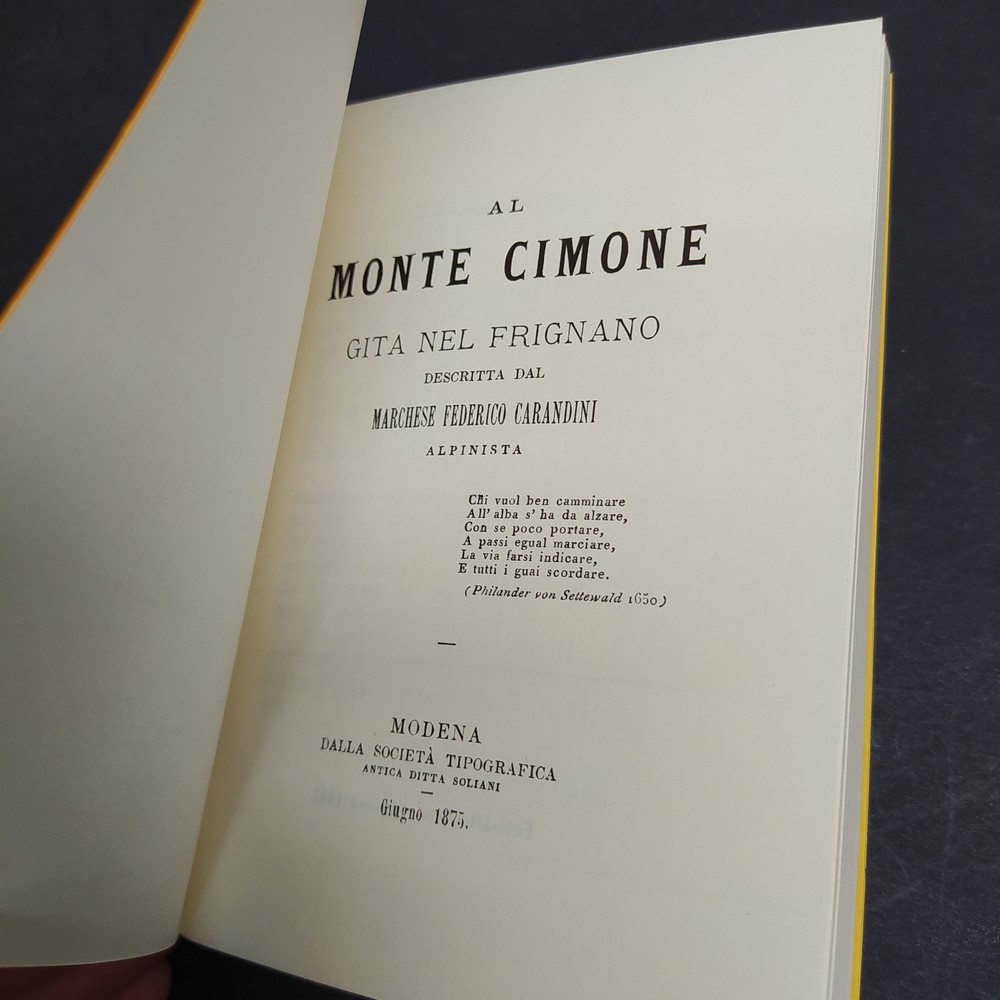 AL
MONTE CIMONE
GITA NEL FRIGNANO
DESCRITTA DAL
MARCHESE FEDERICO CARANDINI
ALPINISTA
Chi vuol ben camminare
All' alba s' ha da alzare,
Con se poco portare,
A passi egual marciare,
La via farsi indicare,
E tutti i guai scordare.
(Philander von Settewald 1650)
MODENA
DALLA SOCIETÀ TIPOGRAFICA
ANTICA DITTA SOLIANI
Giugno 1875.